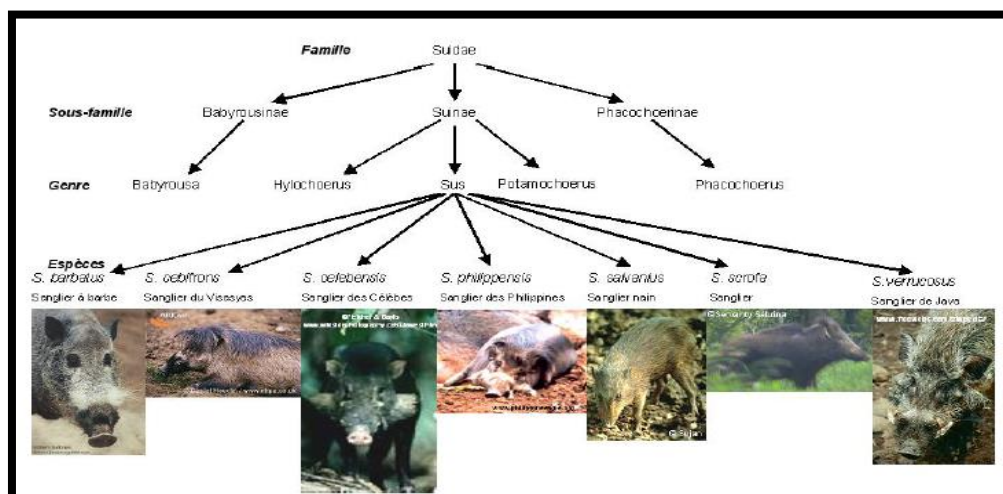 Famille Suidae
Sous-famille Babyrousinae Suinae Phacochoerinae
Genre Babyrousa Hylochoerus Sus Potamochoerus Phacochoerus
Espèces
S. barbatus S. cebifrons S. celebensis S. philippensis S. salvanius S. scrofa S. verrucosus
Sanglier à barbe Sanglier du Visasyas Sanglier des Célèbes Sanglier des Philippines Sanglier nain Sanglier Sanglier de Java